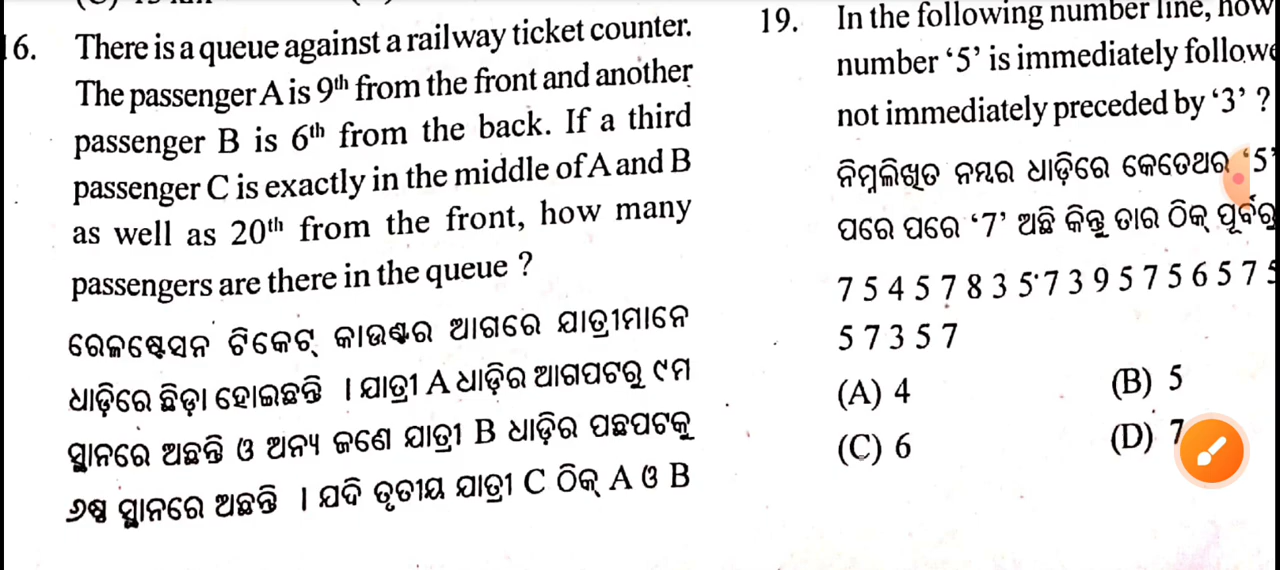 16. There is a queue against a railway ticket counter.
The passenger A is 9th from the front and another
passenger B is 6th from the back. If a third
passenger C is exactly in the middle of A and B
as well as 20th from the front, how many
passengers are there in the queue ?
ରେଳଷ୍ଟେସନ ଟିକେଟ୍ କାଉଣ୍ଟର ଆଗରେ ଯାତ୍ରୀମାନେ
ଧାଡ଼ିରେ ଛିଡ଼ା ହୋଇଛନ୍ତି । ଯାତ୍ରୀ A ଧାଡ଼ିର ଆଗପଟରୁ ୯ମ
ସ୍ଥାନରେ ଅଛନ୍ତି ଓ ଅନ୍ୟ ଜଣେ ଯାତ୍ରୀ B ଧାଡ଼ିର ପଛପଟକୁ
୬ଷ୍ଠ ସ୍ଥାନରେ ଅଛନ୍ତି । ଯଦି ତୃତୀୟ ଯାତ୍ରୀ C ଠିକ୍ A ଓ B
19. In the following number line, how
number ‘5’ is immediately followe
not immediately preceded by ‘3’ ?
ନିମ୍ନଲିଖିତ ନମ୍ବର ଧାଡ଼ିରେ କେତେଥର ‘5’
ପରେ ପରେ ‘7’ ଅଛି କିନ୍ତୁ ତାର ଠିକ୍ ପୂର୍ବରୁ
7 5 4 5 7 8 3 5 7 3 9 5 7 5 6 5 7 5
5 7 3 5 7
(A) 4 (B) 5
(C) 6 (D) 7